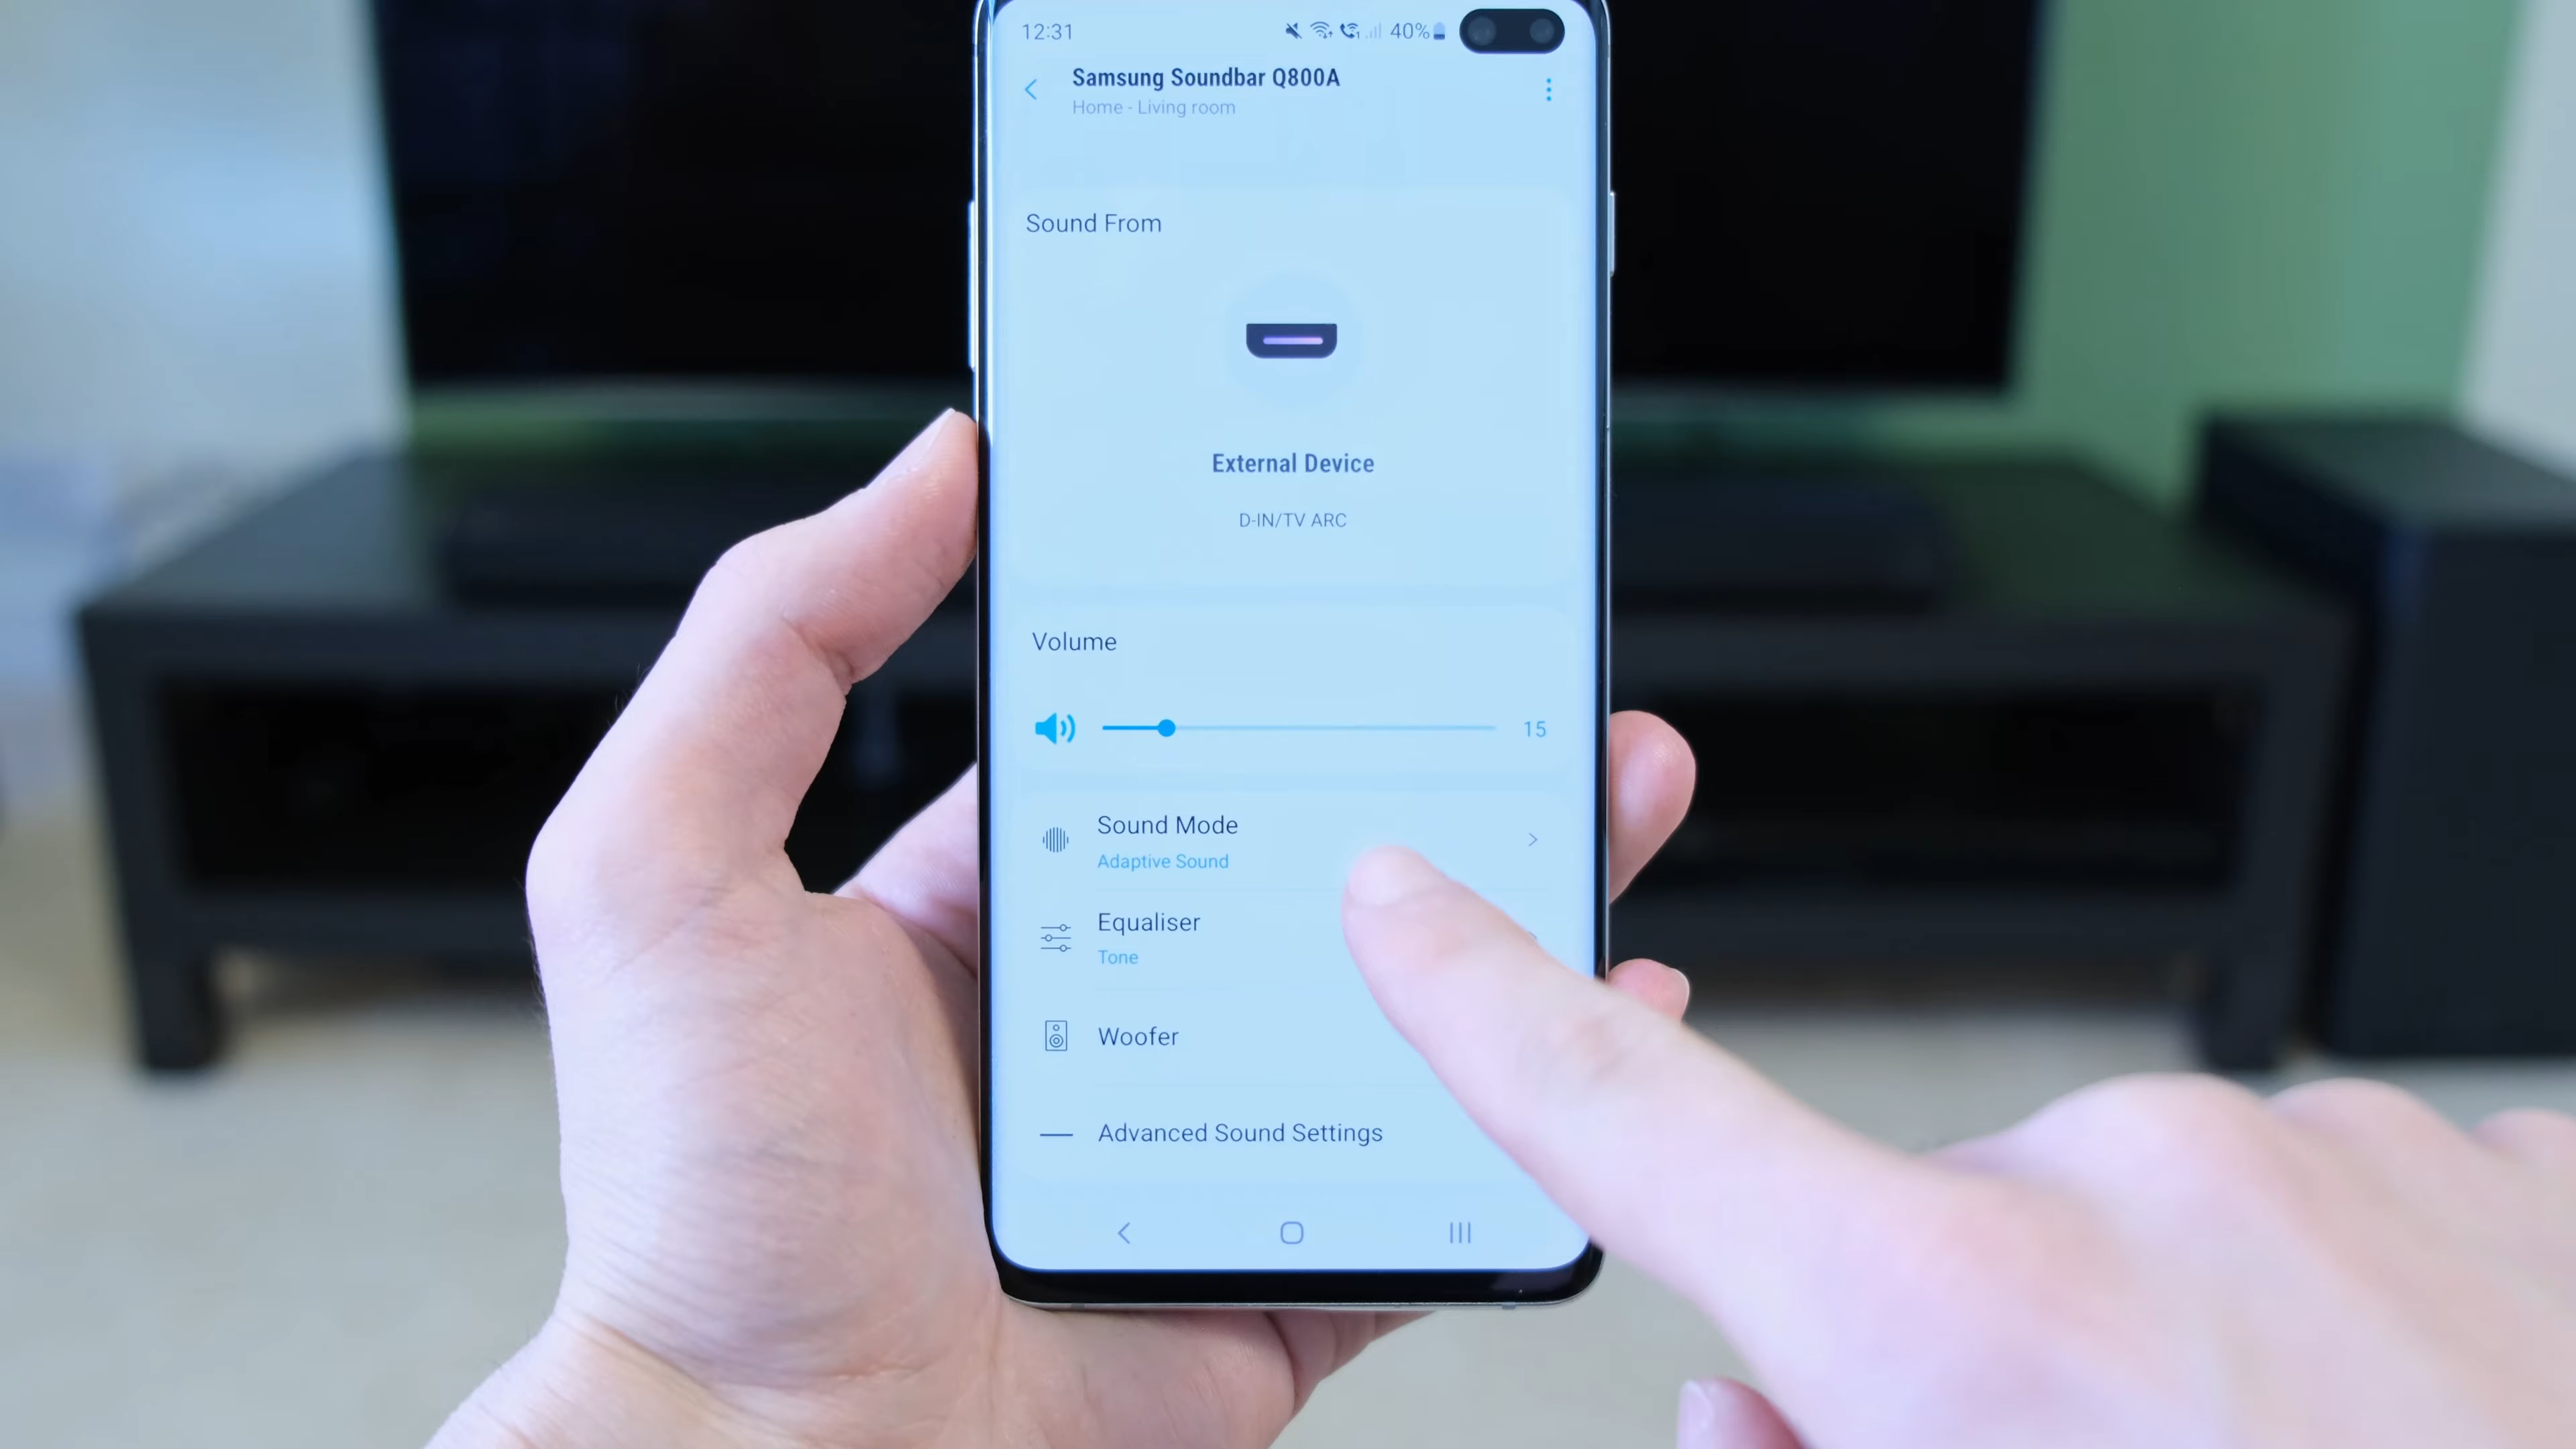 12:31
40%
Samsung Soundbar Q800A
Home - Living room
Sound From
External Device
D-IN/TV ARC
Volume
15
Sound Mode
Adaptive Sound
Equaliser
Tone
Woofer
Advanced Sound Settings